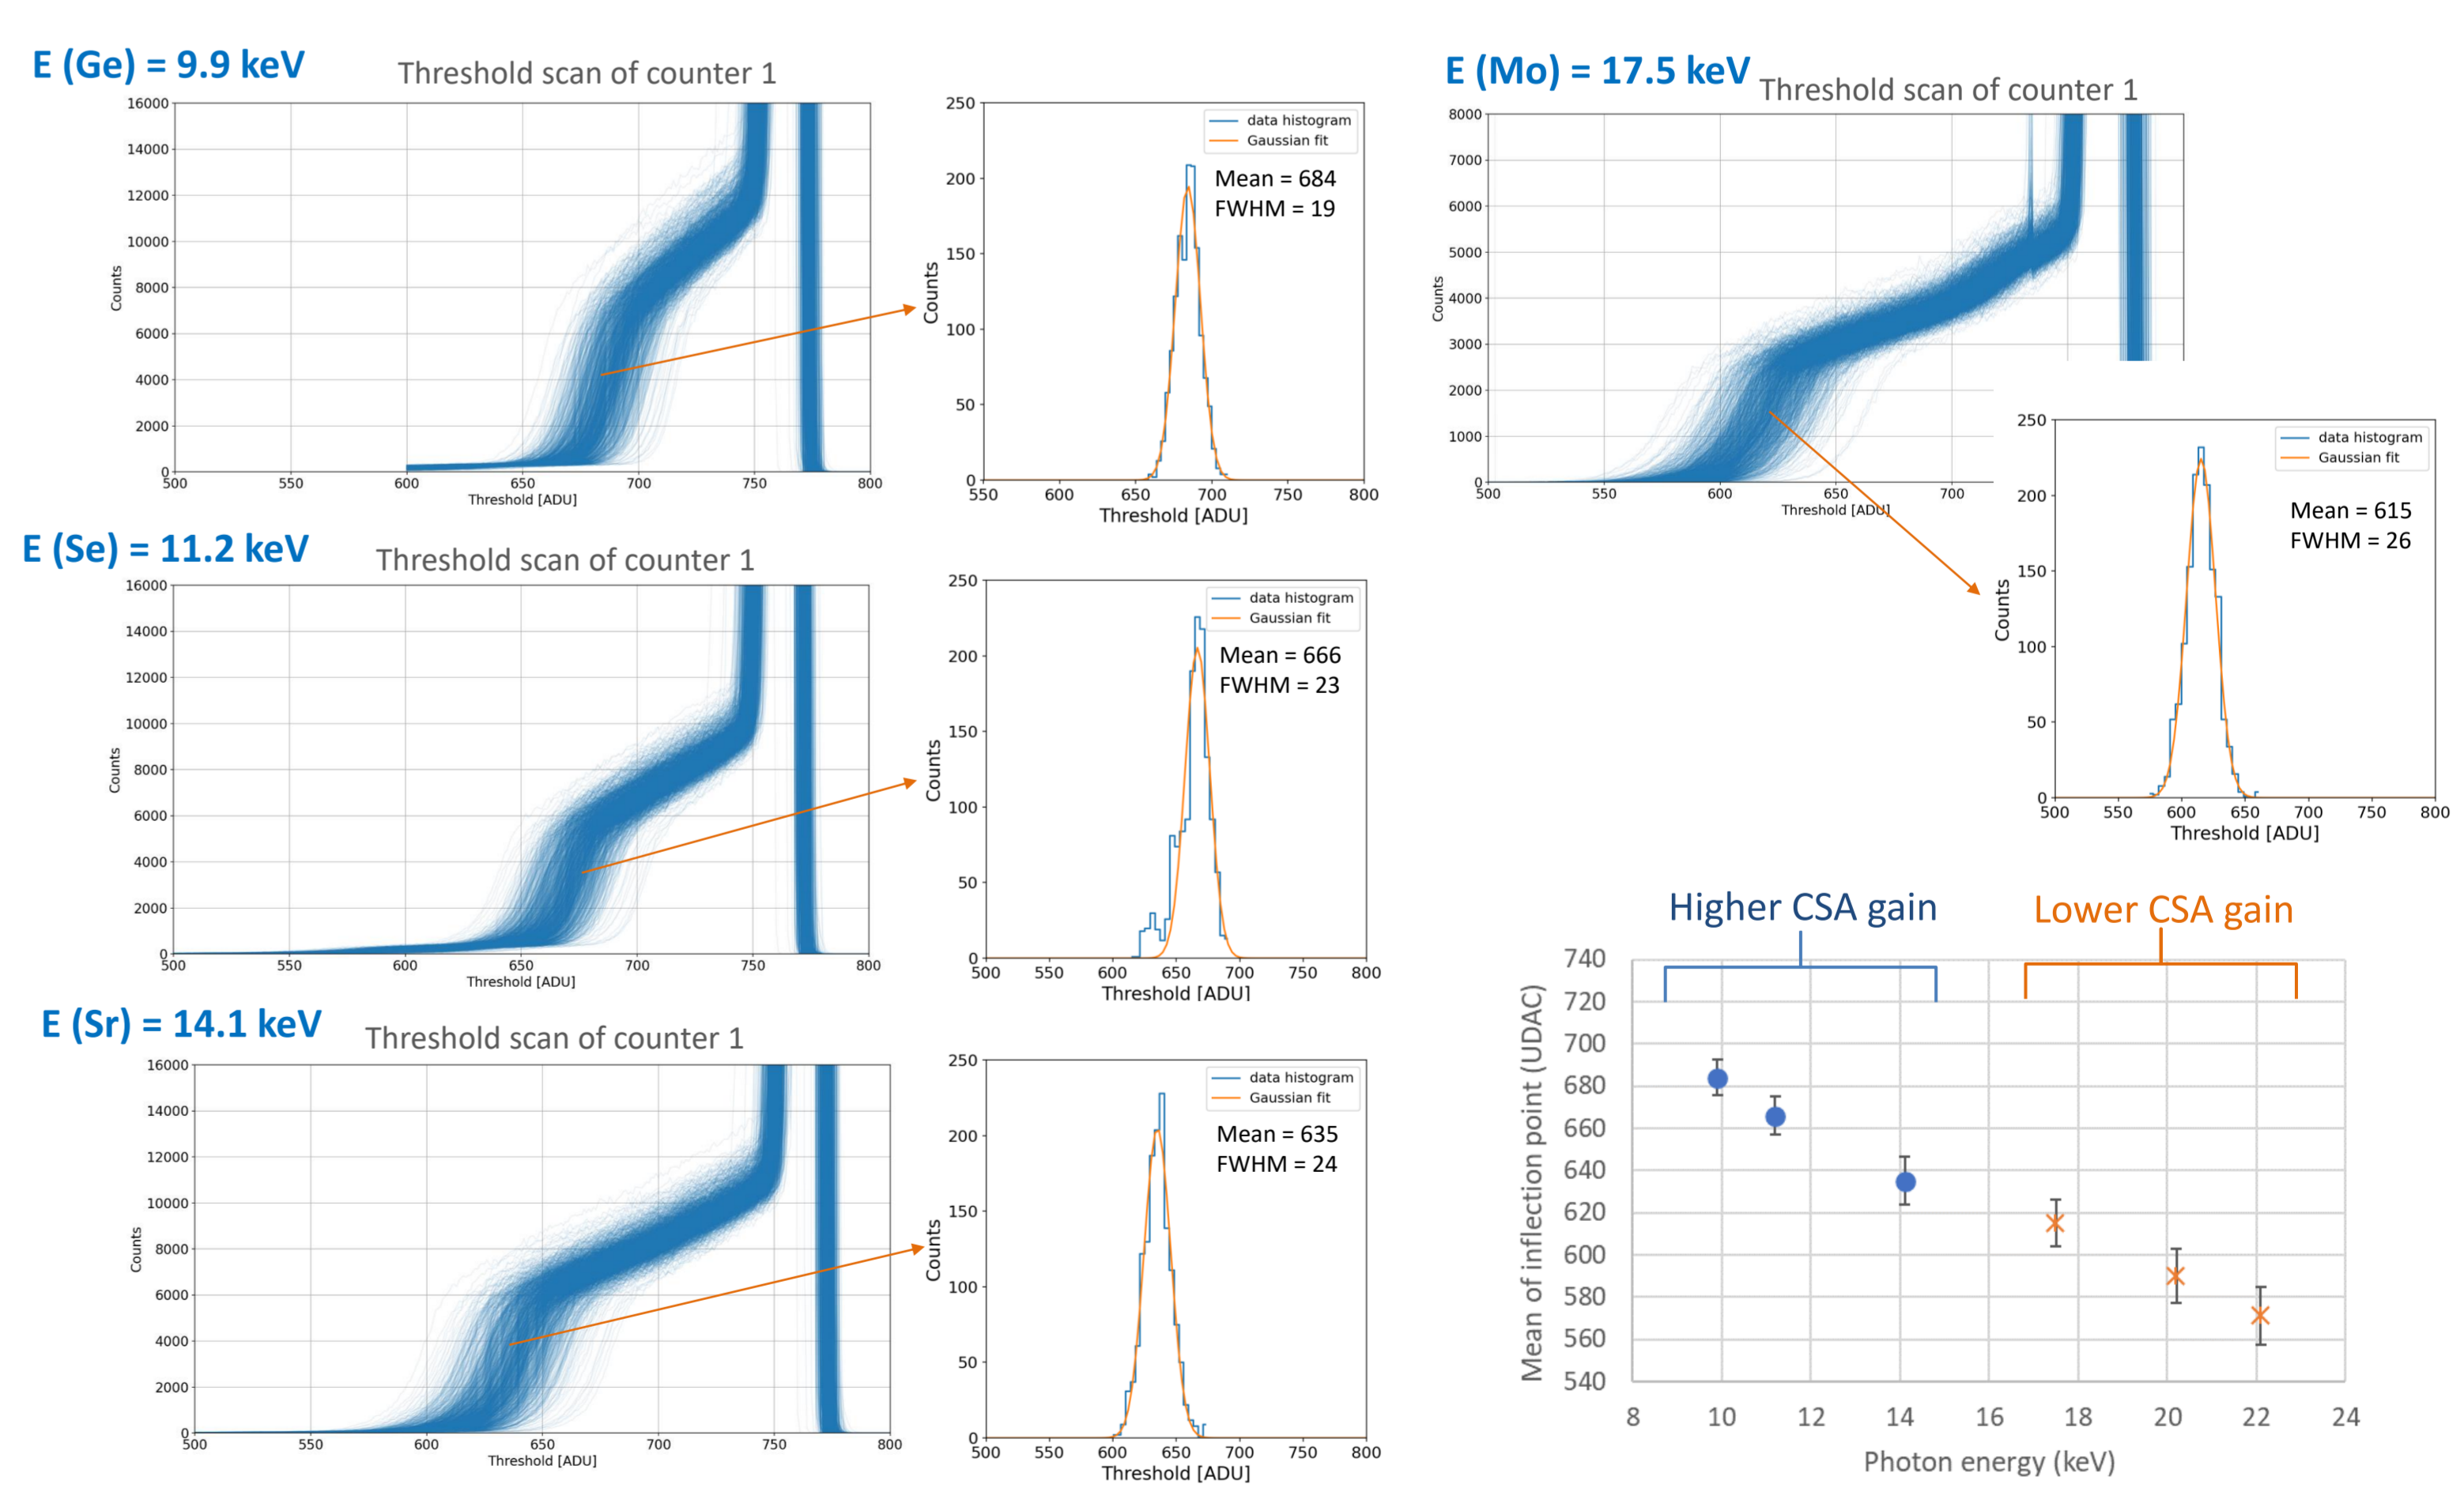 E (Ge) = 9.9 keV
Threshold scan of counter 1
16000
14000
12000
10000
8000
6000
4000
2000
0
Counts
500 550 600 650 700 750 800
Threshold [ADU]
250
200
150
100
50
0
Counts
data histogram
Gaussian fit
Mean = 684
FWHM = 19
550 600 650 700 750 800
Threshold [ADU]
E (Se) = 11.2 keV
Threshold scan of counter 1
16000
14000
12000
10000
8000
6000
4000
2000
0
Counts
500 550 600 650 700 750 800
Threshold [ADU]
250
200
150
100
50
0
Counts
data histogram
Gaussian fit
Mean = 666
FWHM = 23
500 550 600 650 700 750 800
Threshold [ADU]
E (Sr) = 14.1 keV
Threshold scan of counter 1
16000
14000
12000
10000
8000
6000
4000
2000
0
Counts
500 550 600 650 700 750 800
Threshold [ADU]
250
200
150
100
50
0
Counts
data histogram
Gaussian fit
Mean = 635
FWHM = 24
500 550 600 650 700 750 800
Threshold [ADU]
E (Mo) = 17.5 keV
Threshold scan of counter 1
8000
7000
6000
5000
4000
3000
2000
1000
0
Counts
500 550 600 650 700
Threshold [ADU]
250
200
150
100
50
0
Counts
data histogram
Gaussian fit
Mean = 615
FWHM = 26
500 550 600 650 700 750 800
Threshold [ADU]
Higher CSA gain
Lower CSA gain
740
720
700
680
660
640
620
600
580
560
540
Mean of inflection point (UDAC)
8 10 12 14 16 18 20 22 24
Photon energy (keV)